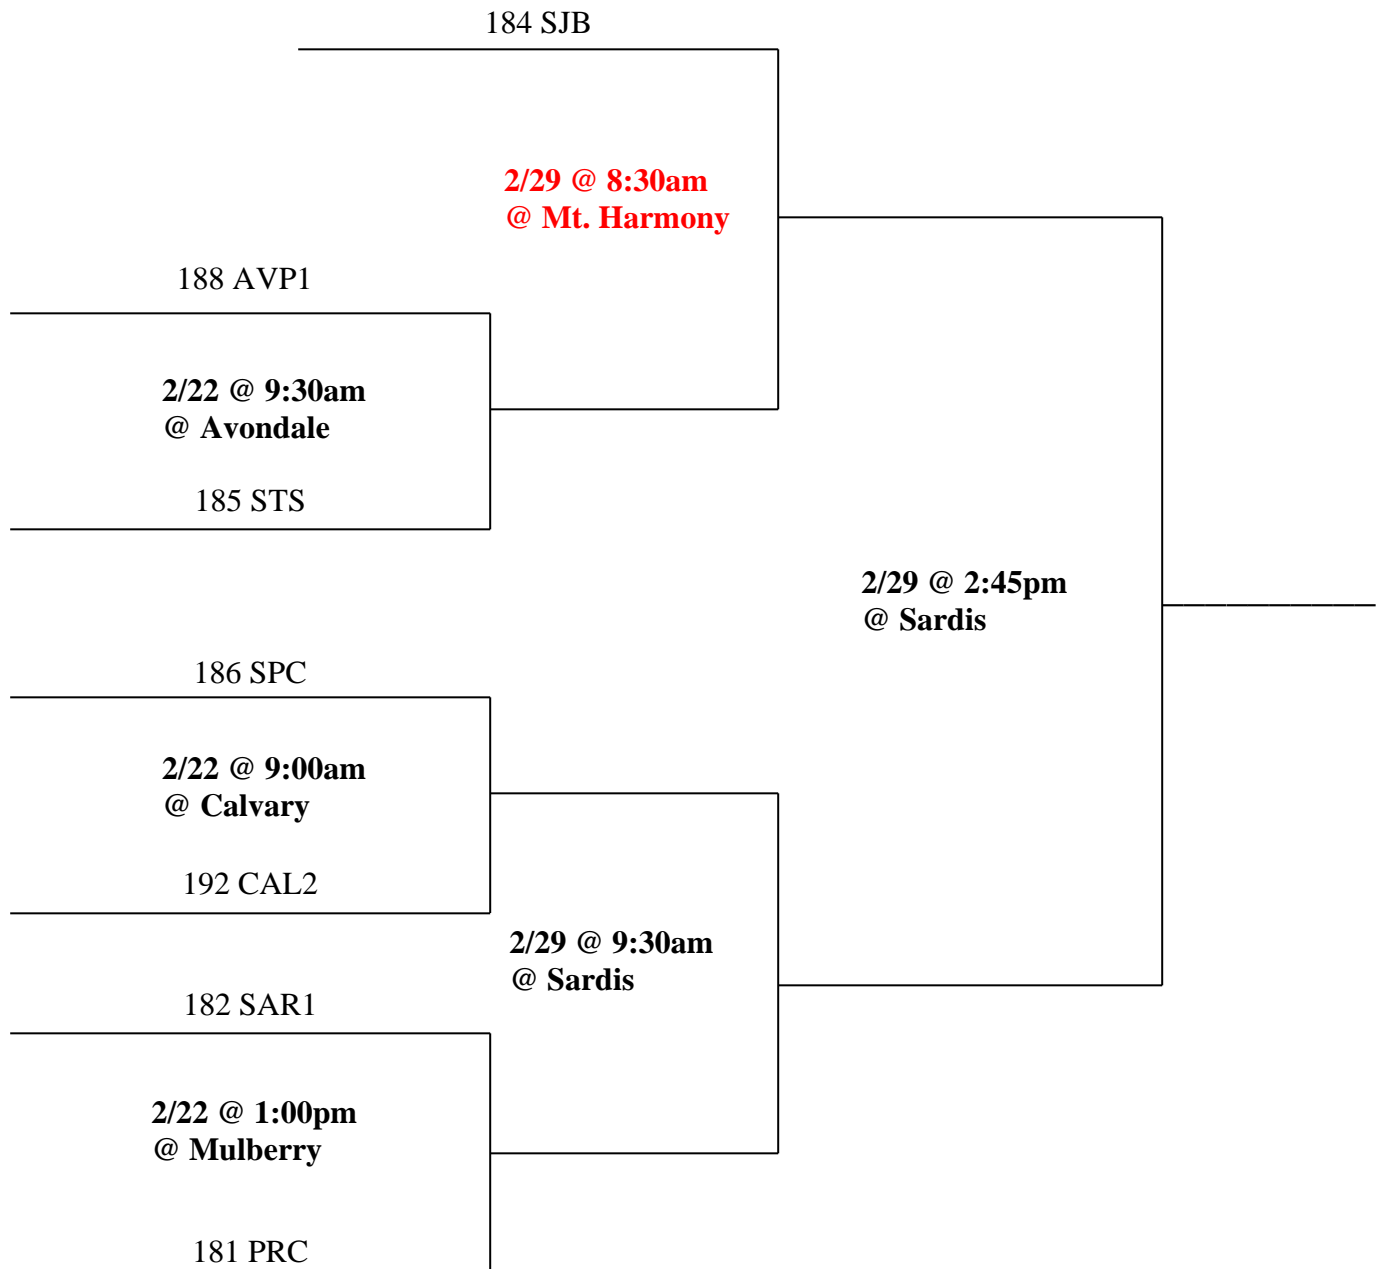 184 SJB
2/29 @ 8:30am
@ Mt. Harmony
188 AVP1
2/22 @ 9:30am
@ Avondale
185 STS
2/29 @ 2:45pm
@ Sardis
186 SPC
2/22 @ 9:00am
@ Calvary
192 CAL2
2/29 @ 9:30am
@ Sardis
182 SAR1
2/22 @ 1:00pm
@ Mulberry
181 PRC